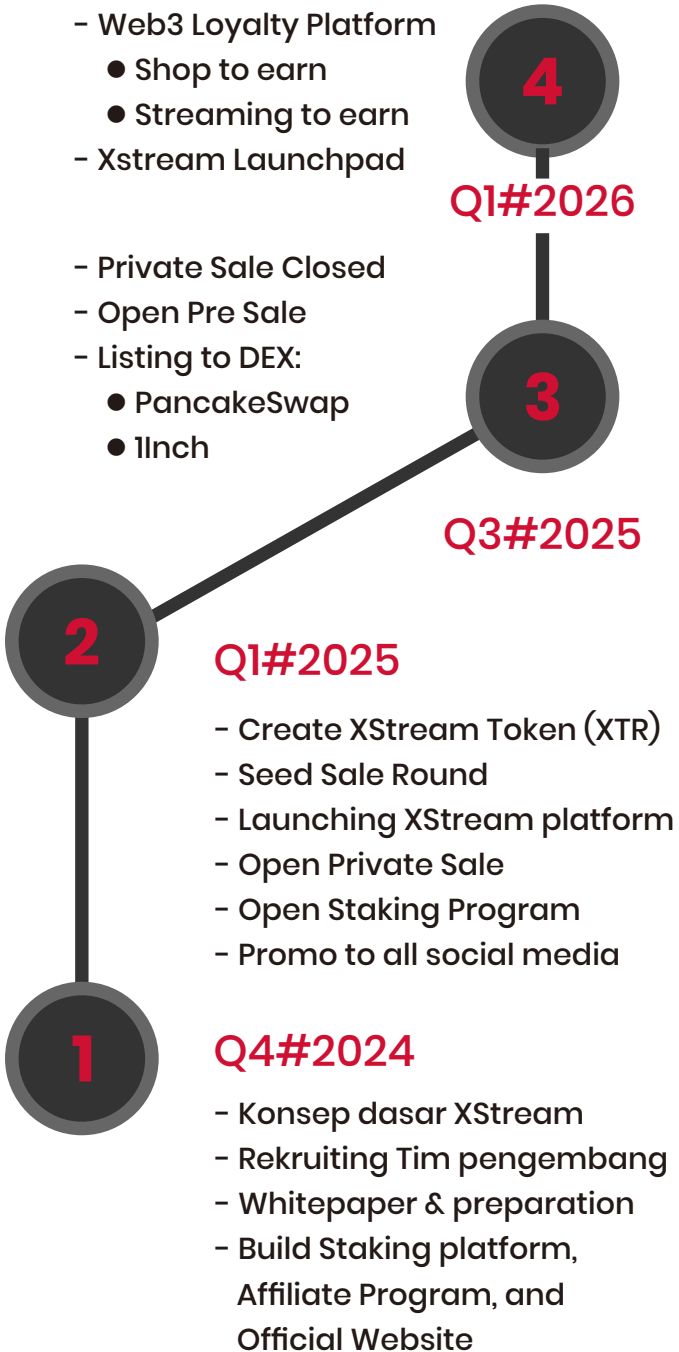 - Web3 Loyalty Platform
● Shop to earn
● Streaming to earn
- Xstream Launchpad
4
Q1#2026
- Private Sale Closed
- Open Pre Sale
- Listing to DEX:
● PancakeSwap
● 1Inch
3
Q3#2025
2
Q1#2025
- Create XStream Token (XTR)
- Seed Sale Round
- Launching XStream platform
- Open Private Sale
- Open Staking Program
- Promo to all social media
1
Q4#2024
- Konsep dasar XStream
- Rekruiting Tim pengembang
- Whitepaper & preparation
- Build Staking platform,
Affiliate Program, and
Official Website